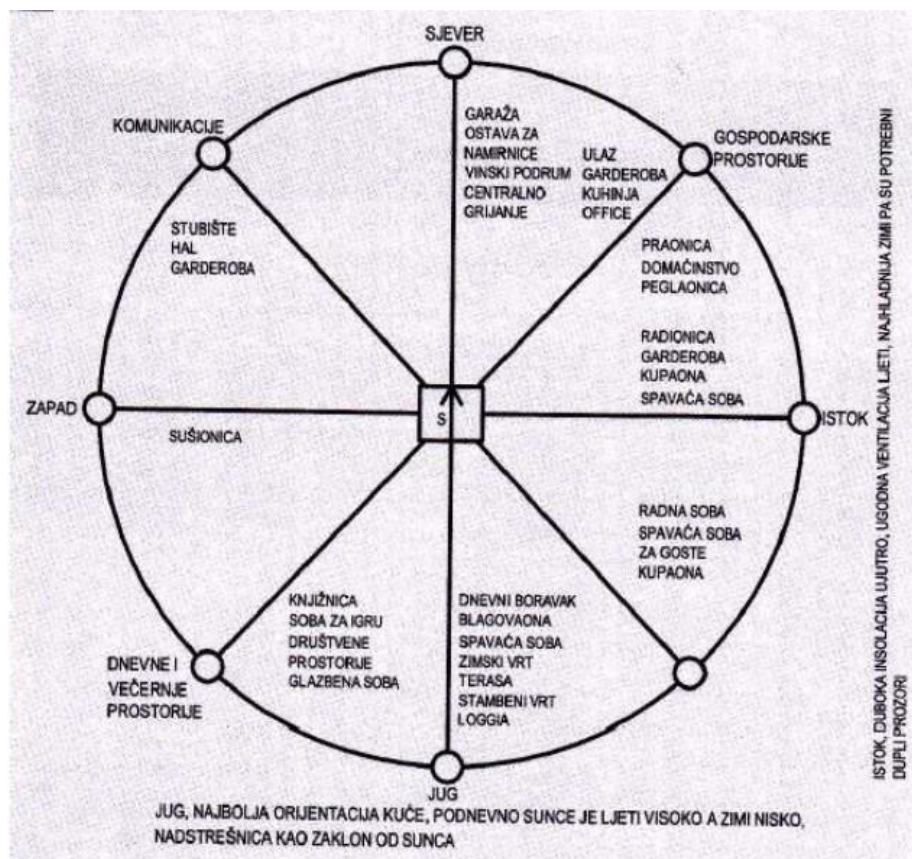 SJEVER
KOMUNIKACIJE
GOSPODARSKE
PROSTORIJE
GARAŽA
OSTAVA ZA
NAMIRNICE
VINSKI PODRUM
CENTRALNO
GRIJANJE
ULAZ
GARDEROBA
KUHINJA
OFFICE
STUBIŠTE
HAL
GARDEROBA
PRAONICA
DOMAĆINSTVO
PEGLAONICA
RADIONICA
GARDEROBA
KUPAONA
SPAVAĆA SOBA
ZAPAD
S
ISTOK
SUŠIONICA
RADNA SOBA
SPAVAĆA SOBA
ZA GOSTE
KUPAONA
KNJIŽNICA
SOBA ZA IGRU
DRUŠTVENE
PROSTORIJE
GLAZBENA SOBA
DNEVNI BORAVAK
BLAGOVAONA
SPAVAĆA SOBA
ZIMSKI VRT
TERASA
STAMBENI VRT
LOGGIA
DNEVNE I
VEČERNJE
PROSTORIJE
JUG
JUG, NAJBOLJA ORIJENTACIJA KUĆE, PODNEVNO SUNCE JE LJETI VISOKO A ZIMI NISKO,
NADSTREŠNICA KAO ZAKLON OD SUNCA
ISTOK, DUBOKA INSOLACIJA UJUTRO, UGODNA VENTILACIJA LJETI, NAJHLADNIJA ZIMI PA SU POTREBNI
DUPLI PROZORI